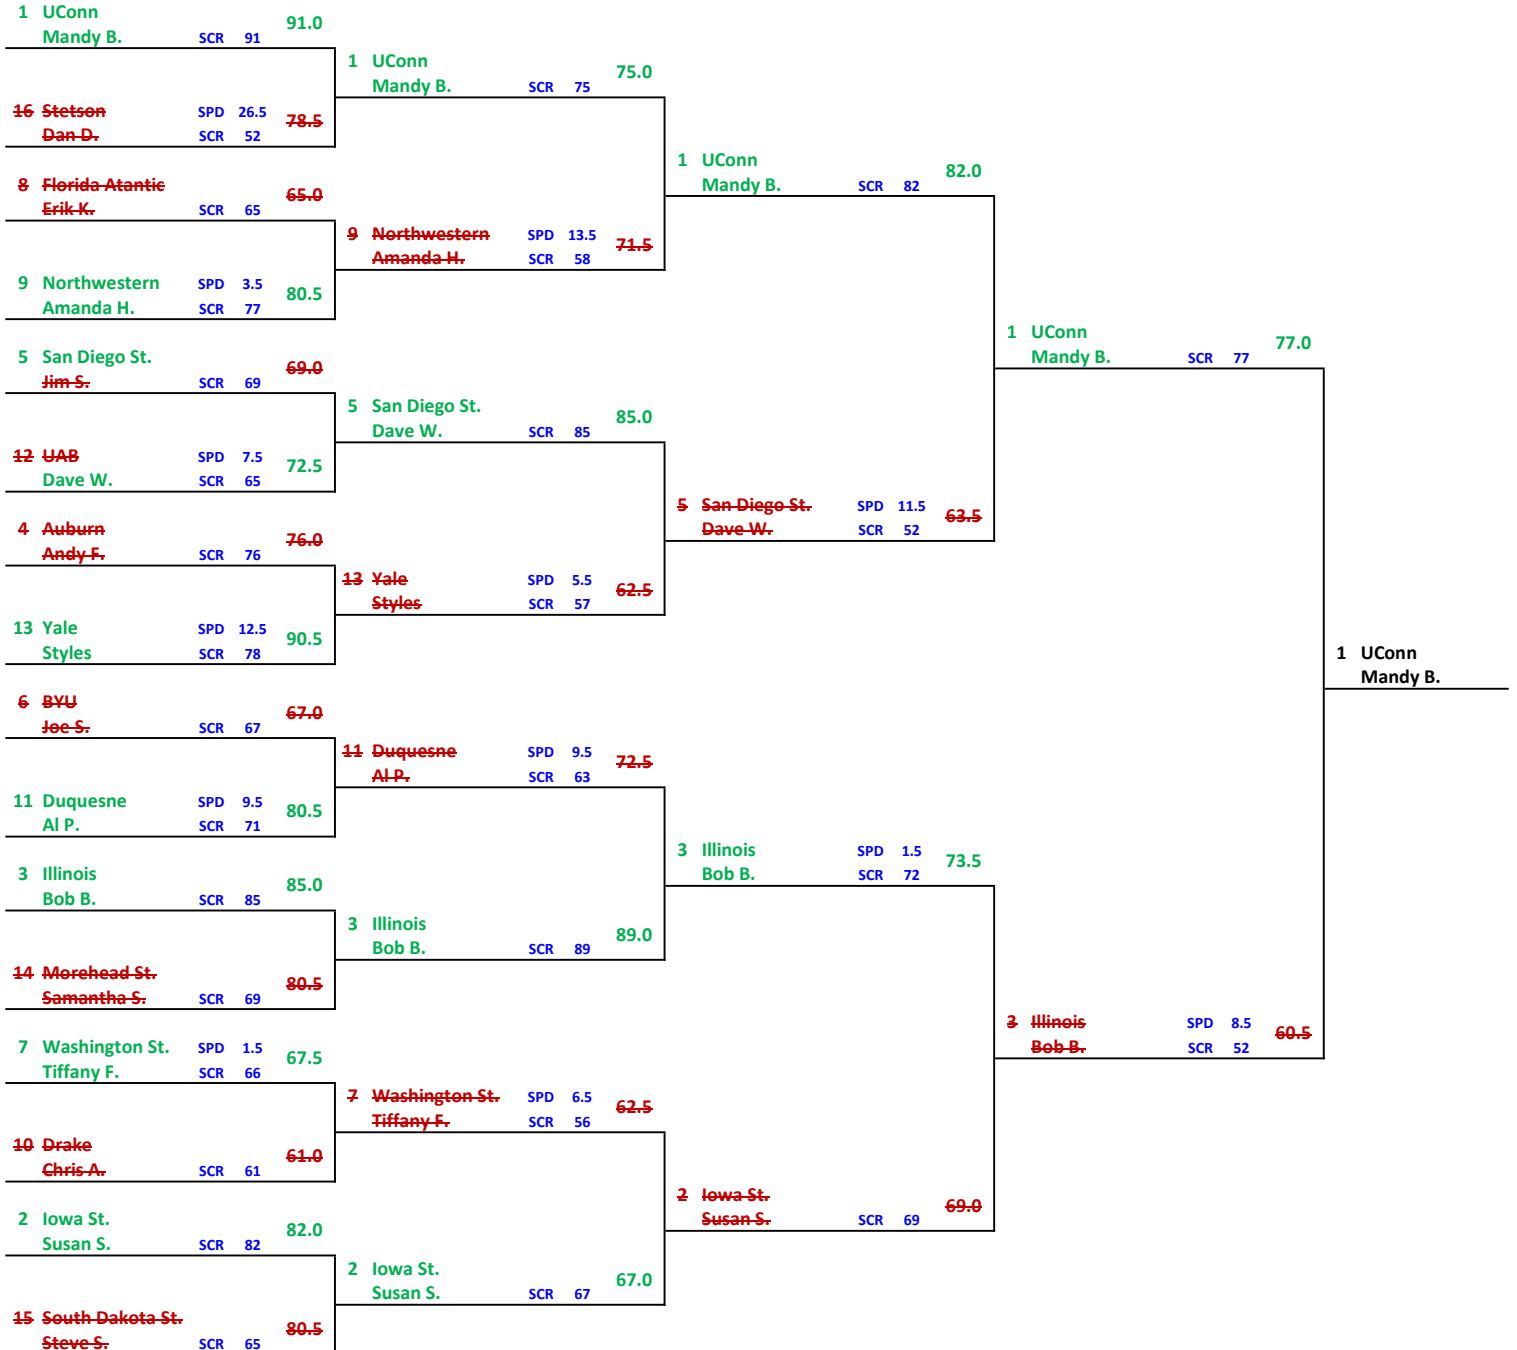 1 UConn 91.0
Mandy B. SCR 91
1 UConn 75.0
Mandy B. SCR 75
16 Stetson SPD 26.5 78.5
Dan D. SCR 52
1 UConn 82.0
Mandy B. SCR 82
8 Florida Atantic 65.0
Erik K. SCR 65
9 Northwestern SPD 13.5 71.5
Amanda H. SCR 58
9 Northwestern SPD 3.5 80.5
Amanda H. SCR 77
1 UConn 77.0
Mandy B. SCR 77
5 San Diego St. 69.0
Jim S. SCR 69
5 San Diego St. 85.0
Dave W. SCR 85
12 UAB SPD 7.5 72.5
Dave W. SCR 65
5 San Diego St. SPD 11.5 63.5
Dave W. SCR 52
4 Auburn 76.0
Andy F. SCR 76
13 Yale SPD 5.5 62.5
Styles SCR 57
13 Yale SPD 12.5 90.5
Styles SCR 78
1 UConn
Mandy B.
6 BYU 67.0
Joe S. SCR 67
11 Duquesne SPD 9.5 72.5
Al P. SCR 63
11 Duquesne SPD 9.5 80.5
Al P. SCR 71
3 Illinois SPD 1.5 73.5
Bob B. SCR 72
3 Illinois 85.0
Bob B. SCR 85
3 Illinois 89.0
Bob B. SCR 89
14 Morehead St. 80.5
Samantha S. SCR 69
3 Illinois SPD 8.5 60.5
Bob B. SCR 52
7 Washington St. SPD 1.5 67.5
Tiffany F. SCR 66
7 Washington St. SPD 6.5 62.5
Tiffany F. SCR 56
10 Drake 61.0
Chris A. SCR 61
2 Iowa St. 69.0
Susan S. SCR 69
2 Iowa St. 82.0
Susan S. SCR 82
2 Iowa St. 67.0
Susan S. SCR 67
15 South Dakota St. 80.5
Steve S. SCR 65